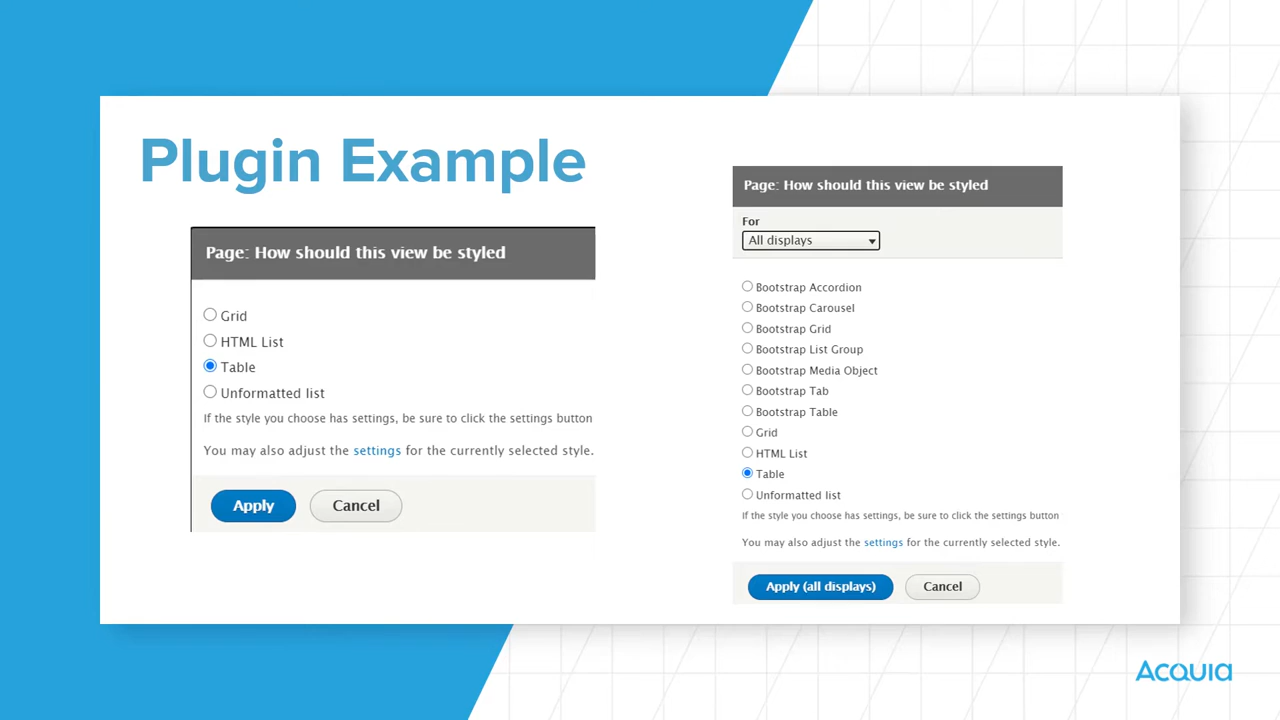 Plugin Example
Page: How should this view be styled
Grid
HTML List
Table
Unformatted list
If the style you choose has settings, be sure to click the settings button
You may also adjust the settings for the currently selected style.
Apply
Cancel
Page: How should this view be styled
For
All displays
Bootstrap Accordion
Bootstrap Carousel
Bootstrap Grid
Bootstrap List Group
Bootstrap Media Object
Bootstrap Tab
Bootstrap Table
Grid
HTML List
Table
Unformatted list
If the style you choose has settings, be sure to click the settings button
You may also adjust the settings for the currently selected style.
Apply (all displays)
Cancel
ACQUIA